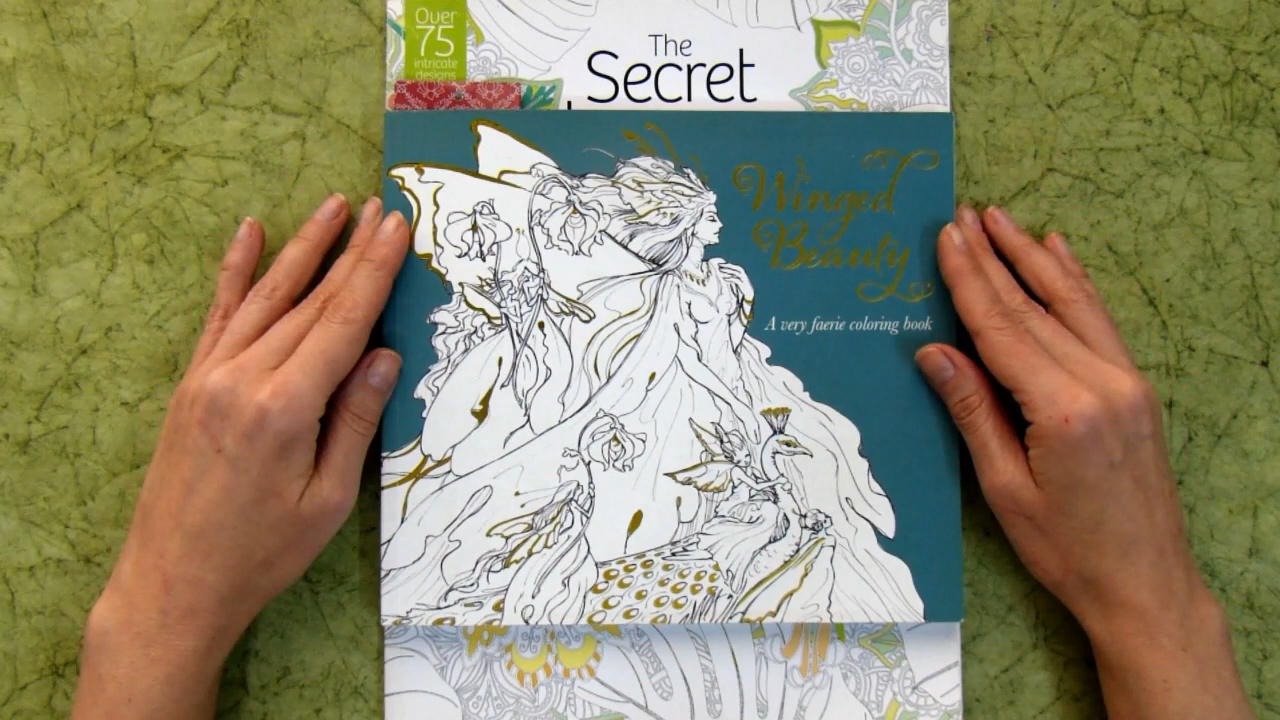 Over
75
intricate
designs
The
Secret
Winged
Beauty
A very faerie coloring book